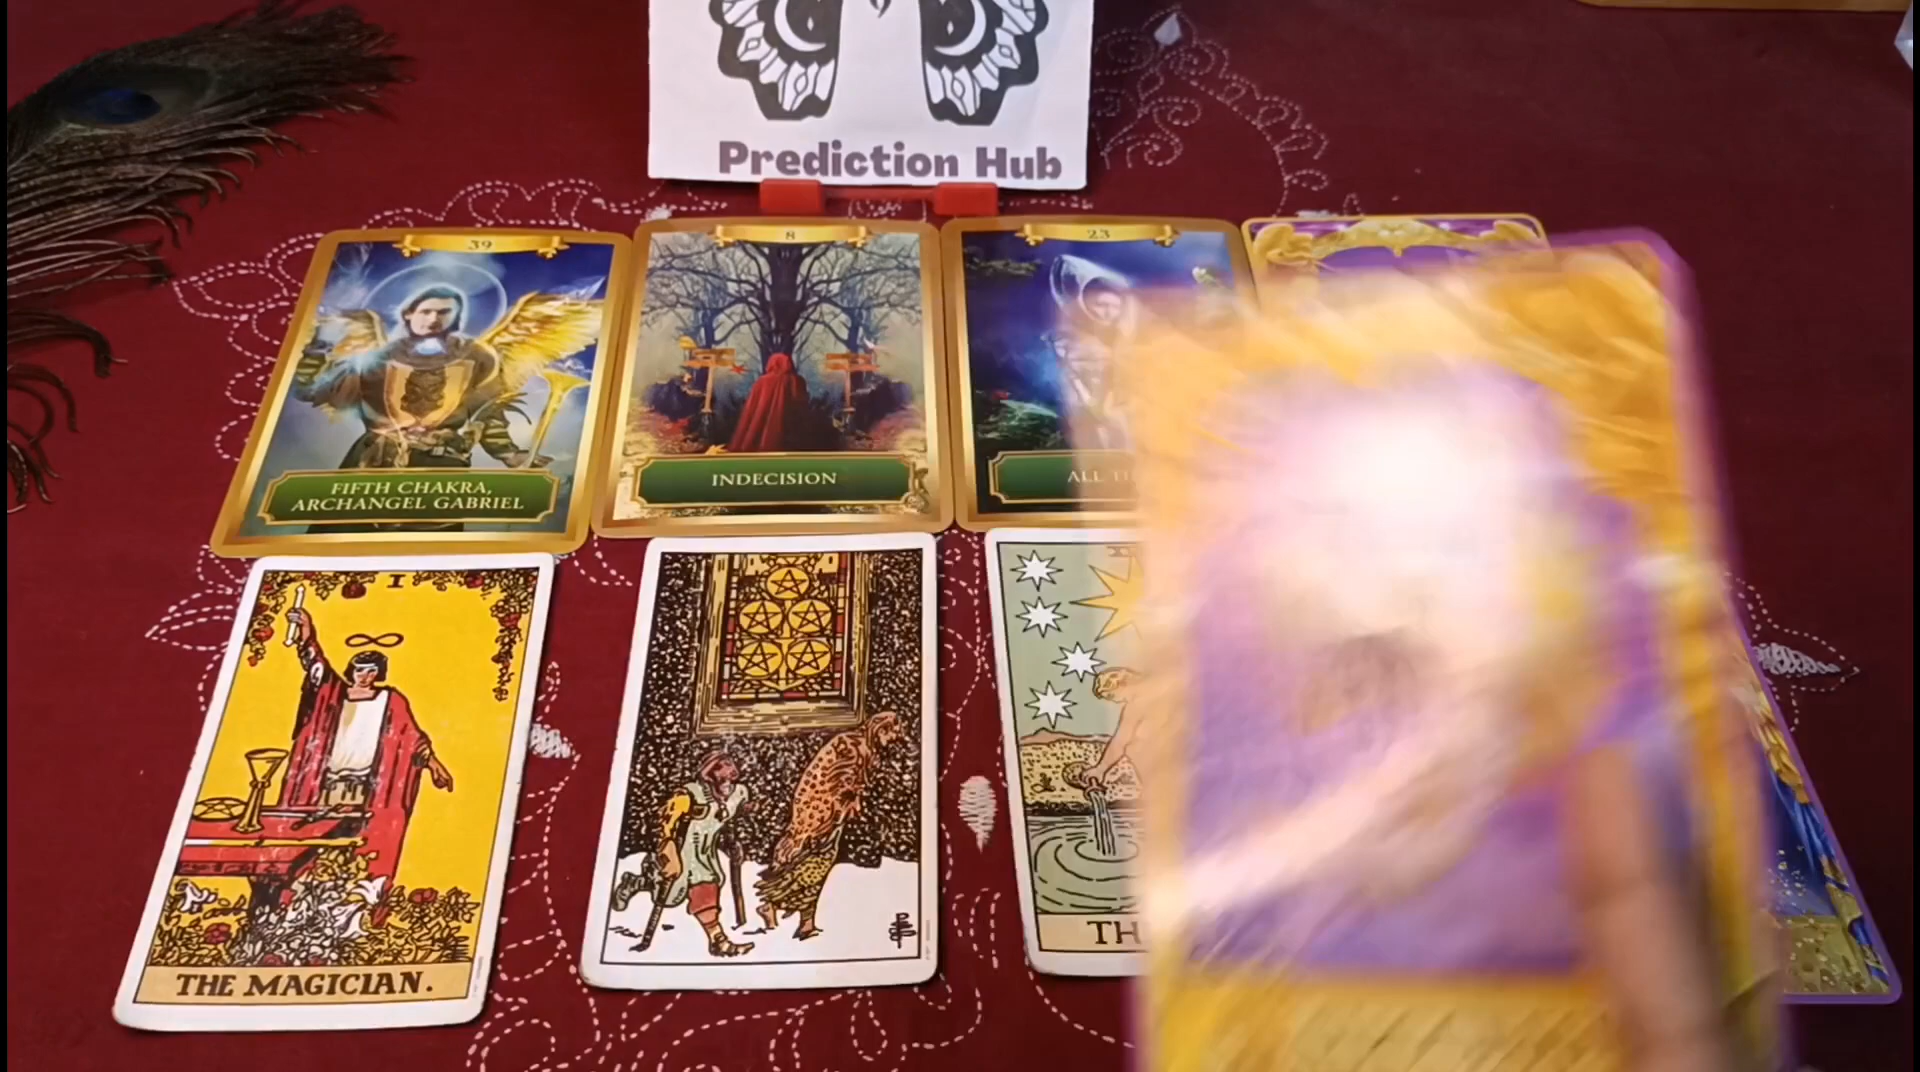 Prediction Hub
39
8
23
FIFTH CHAKRA,
ARCHANGEL GABRIEL
INDECISION
ALL
I
THE MAGICIAN.